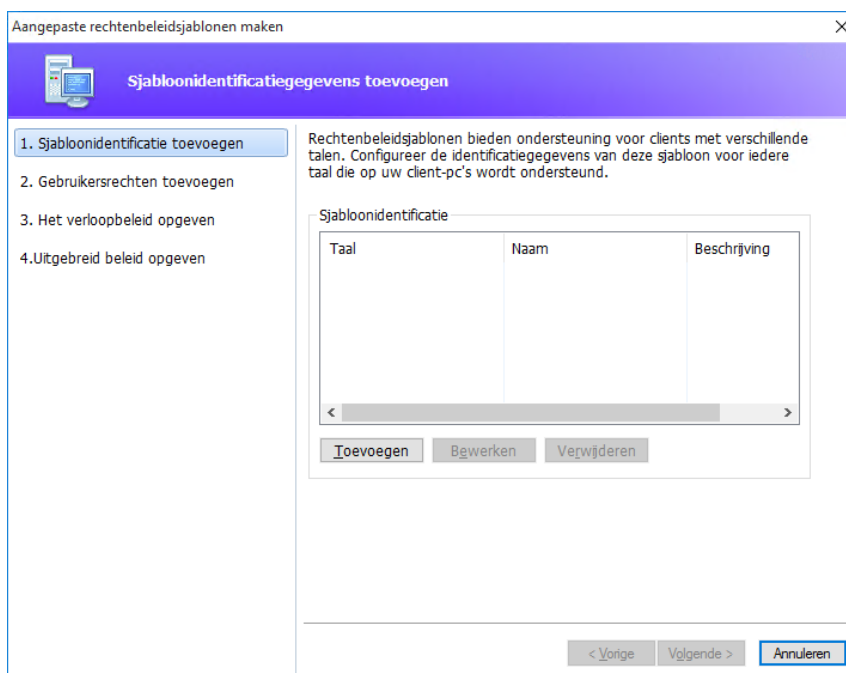 Aangepaste rechtenbeleidsjablonen maken
Sjabloonidentificatiegegevens toevoegen
1. Sjabloonidentificatie toevoegen
2. Gebruikersrechten toevoegen
3. Het verloopbeleid opgeven
4.Uitgebreid beleid opgeven
Rechtenbeleidsjablonen bieden ondersteuning voor clients met verschillende
talen. Configureer de identificatiegegevens van deze sjabloon voor iedere
taal die op uw client-pc's wordt ondersteund.
Sjabloonidentificatie
Taal Naam Beschrijving
Toevoegen Bewerken Verwijderen
< Vorige Volgende > Annuleren